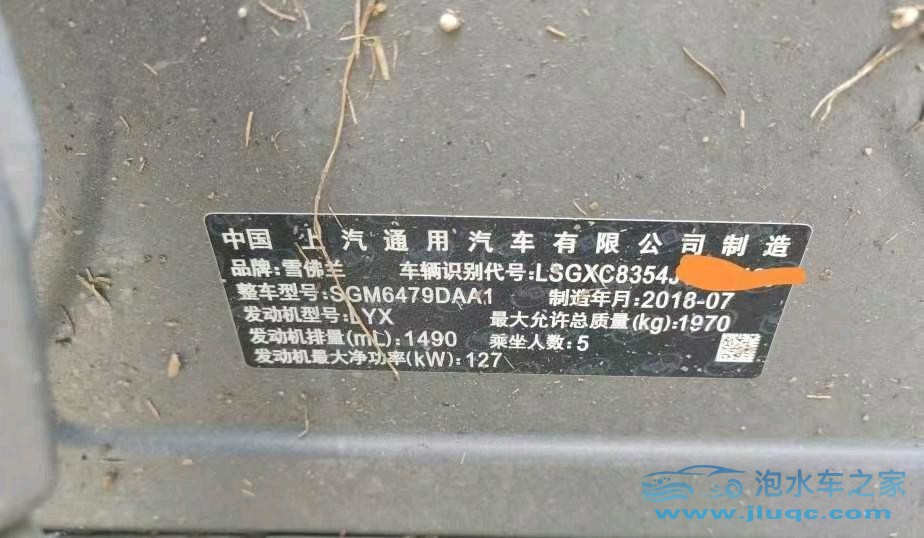 中国 上汽通用汽车有限公司制造
品牌:雪佛兰 车辆识别代号:LSGXC8354J
整车型号:SGM6479DAA1 制造年月:2018-07
发动机型号:LYX 最大允许总质量(kg):1970
发动机排量(mL):1490 乘坐人数:5
发动机最大净功率(kW):127
泡水车之家
www.jluqc.com